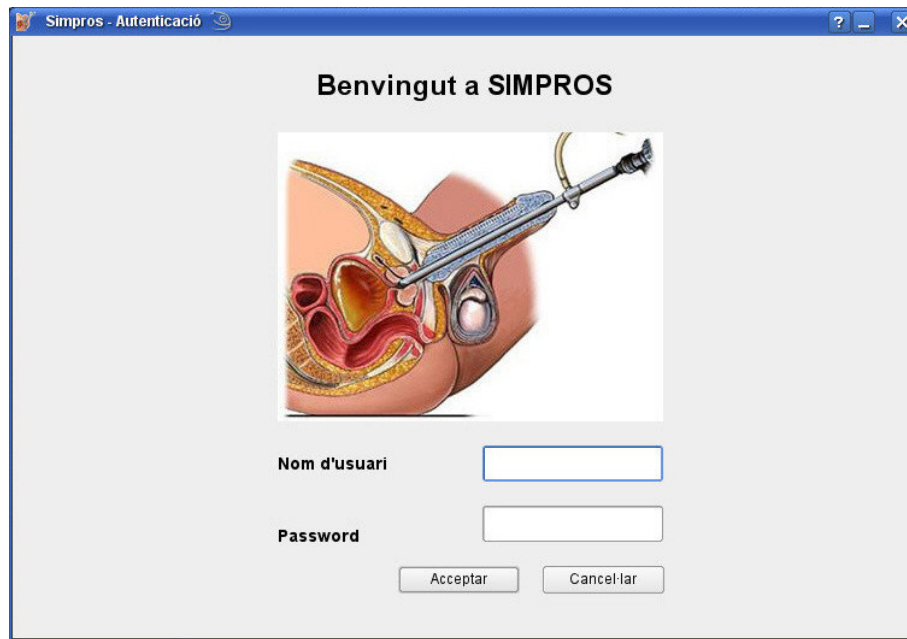 Simpros - Autenticació
Benvingut a SIMPROS
Nom d'usuari
Password
Acceptar
Cancel·lar